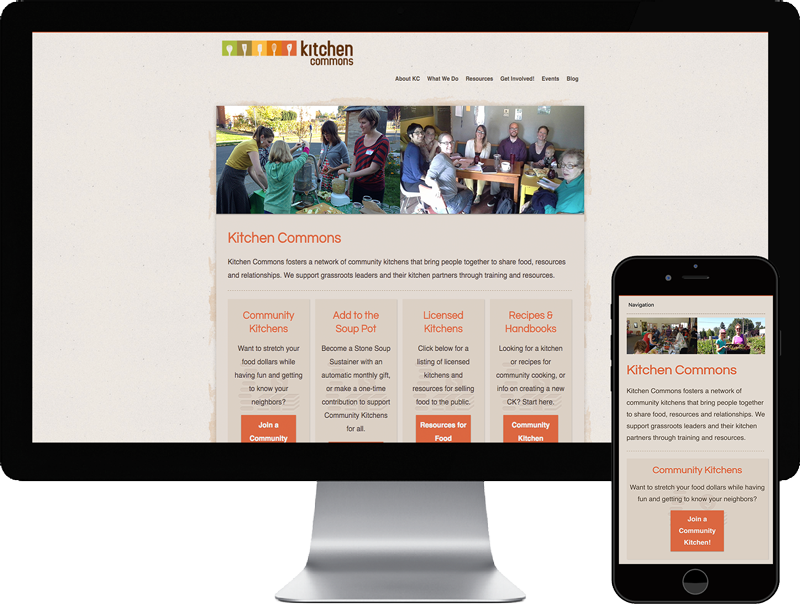 kitchen
commons
About KC What We Do Resources Get Involved! Events Blog
Kitchen Commons
Kitchen Commons fosters a network of community kitchens that bring people together to share food, resources
and relationships. We support grassroots leaders and their kitchen partners through training and resources.
Community
Kitchens
Want to stretch your
food dollars while
having fun and getting
to know your
neighbors?
Join a
Community
Add to the
Soup Pot
Become a Stone Soup
Sustainer with an
automatic monthly gift,
or make a one-time
contribution to support
Community Kitchens
for all.
Licensed
Kitchens
Click below for a
listing of licensed
kitchens and
resources for selling
food to the public.
Resources for
Food
Recipes &
Handbooks
Looking for a kitchen
or recipes for
community cooking, or
info on creating a new
CK? Start here.
Community
Kitchen
Navigation
Kitchen Commons
Kitchen Commons fosters a network of
community kitchens that bring people together
to share food, resources and relationships. We
support grassroots leaders and their kitchen
partners through training and resources.
Community Kitchens
Want to stretch your food dollars while having
fun and getting to know your neighbors?
Join a
Community
Kitchen!